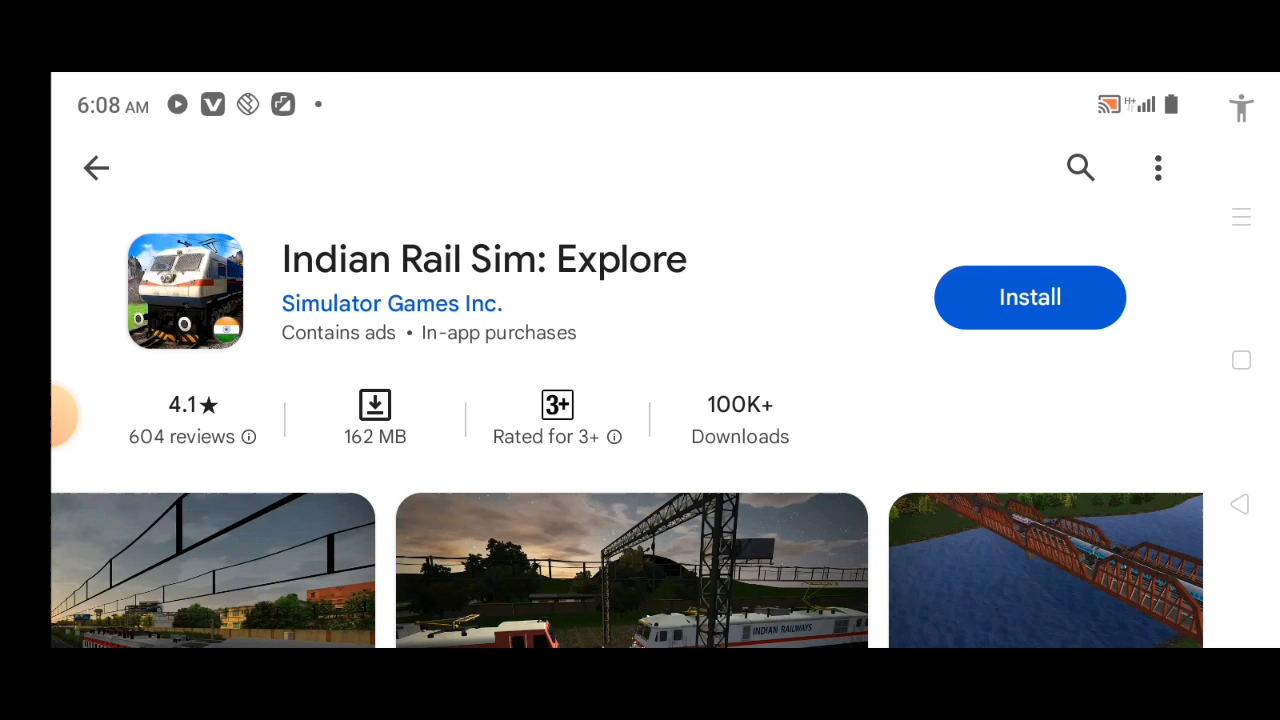 6:08 AM
H+
Indian Rail Sim: Explore
Simulator Games Inc.
Contains ads • In-app purchases
Install
4.1★
604 reviews
162 MB
3+
Rated for 3+
100K+
Downloads
INDIAN RAILWAYS